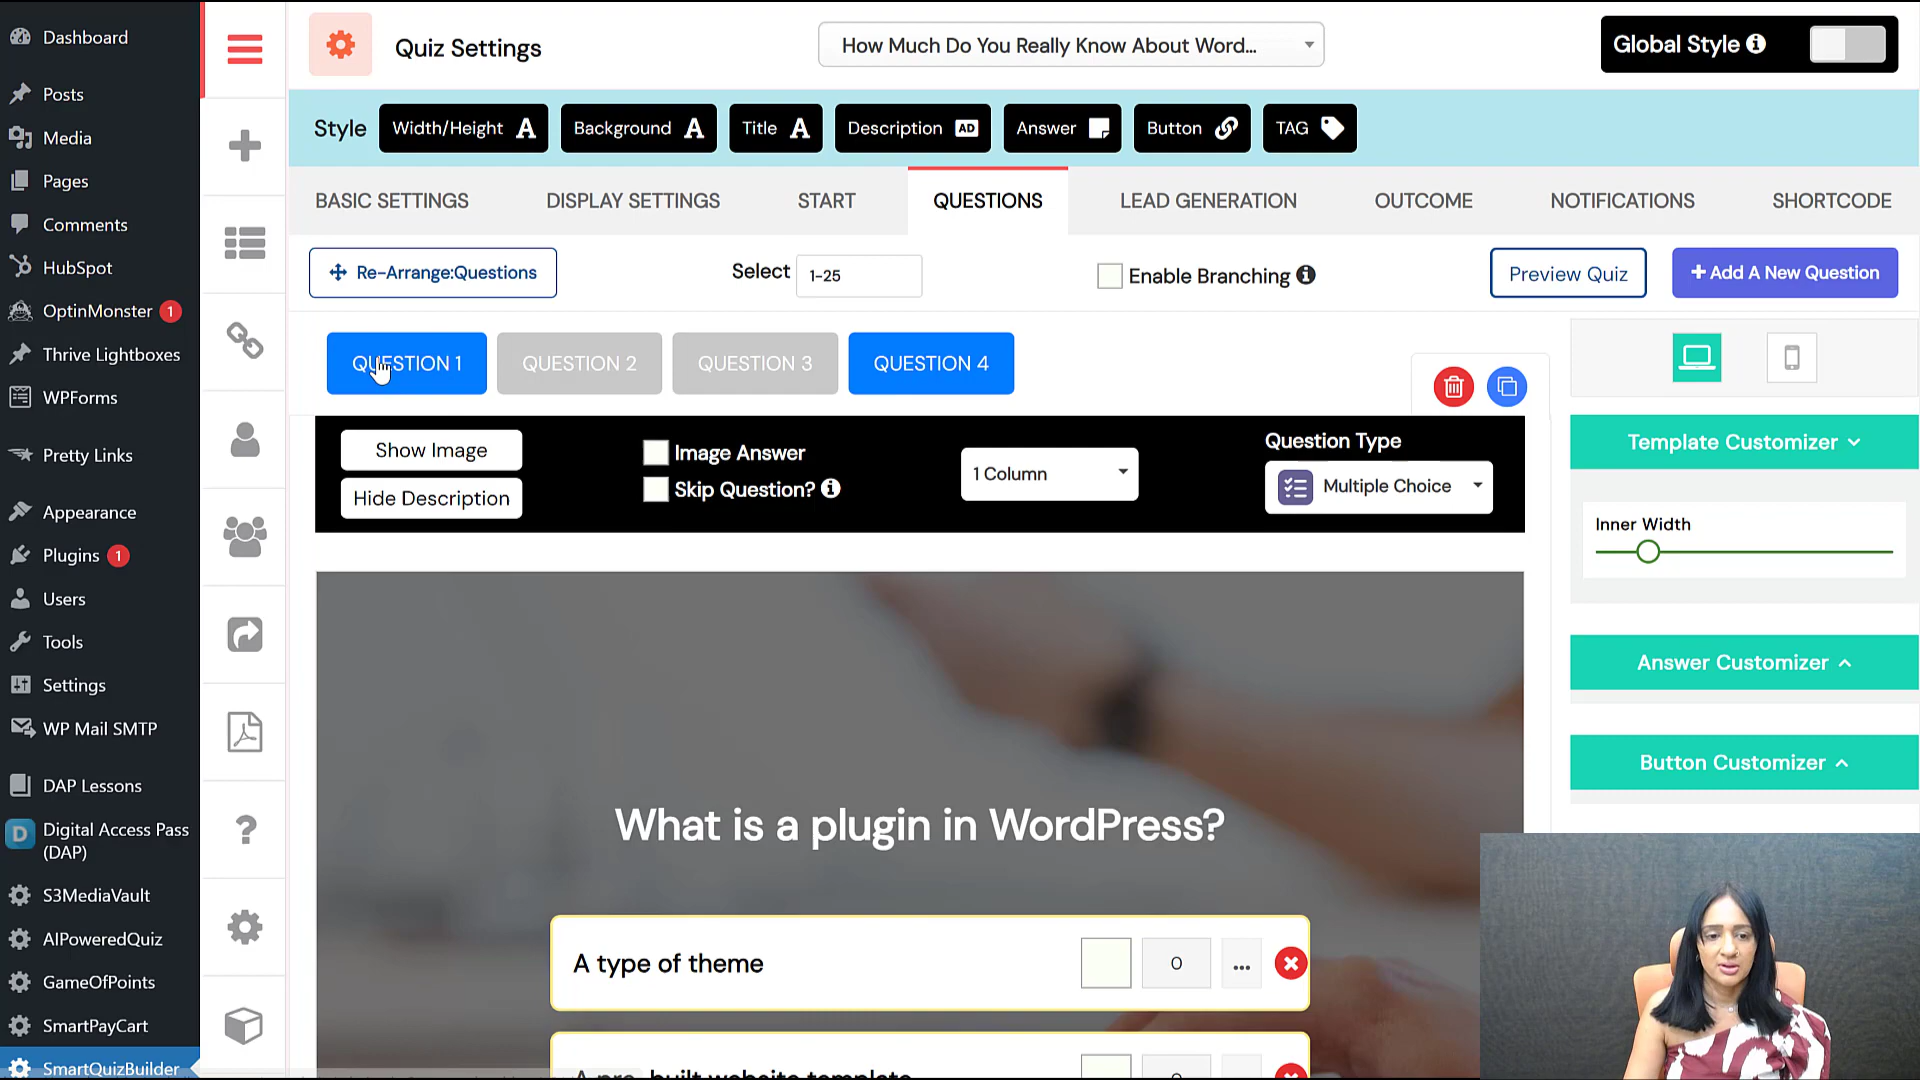 Dashboard
Posts
Media
Pages
Comments
HubSpot
OptinMonster 1
Thrive Lightboxes
WPForms
Pretty Links
Appearance
Plugins 1
Users
Tools
Settings
WP Mail SMTP
DAP Lessons
D Digital Access Pass
(DAP)
S3MediaVault
AIPoweredQuiz
GameOfPoints
SmartPayCart
SmartQuizBuilder
Quiz Settings
How Much Do You Really Know About Word...
Global Style
Style
Width/Height A
Background A
Title A
Description AD
Answer
Button
TAG
BASIC SETTINGS
DISPLAY SETTINGS
START
QUESTIONS
LEAD GENERATION
OUTCOME
NOTIFICATIONS
SHORTCODE
Re-Arrange:Questions
Select 1-25
Enable Branching
Preview Quiz
+ Add A New Question
QUESTION 1
QUESTION 2
QUESTION 3
QUESTION 4
Show Image
Hide Description
Image Answer
Skip Question?
1 Column
Question Type
Multiple Choice
Template Customizer
Inner Width
Answer Customizer
Button Customizer
What is a plugin in WordPress?
A type of theme
0
...
A pre-built website template
0